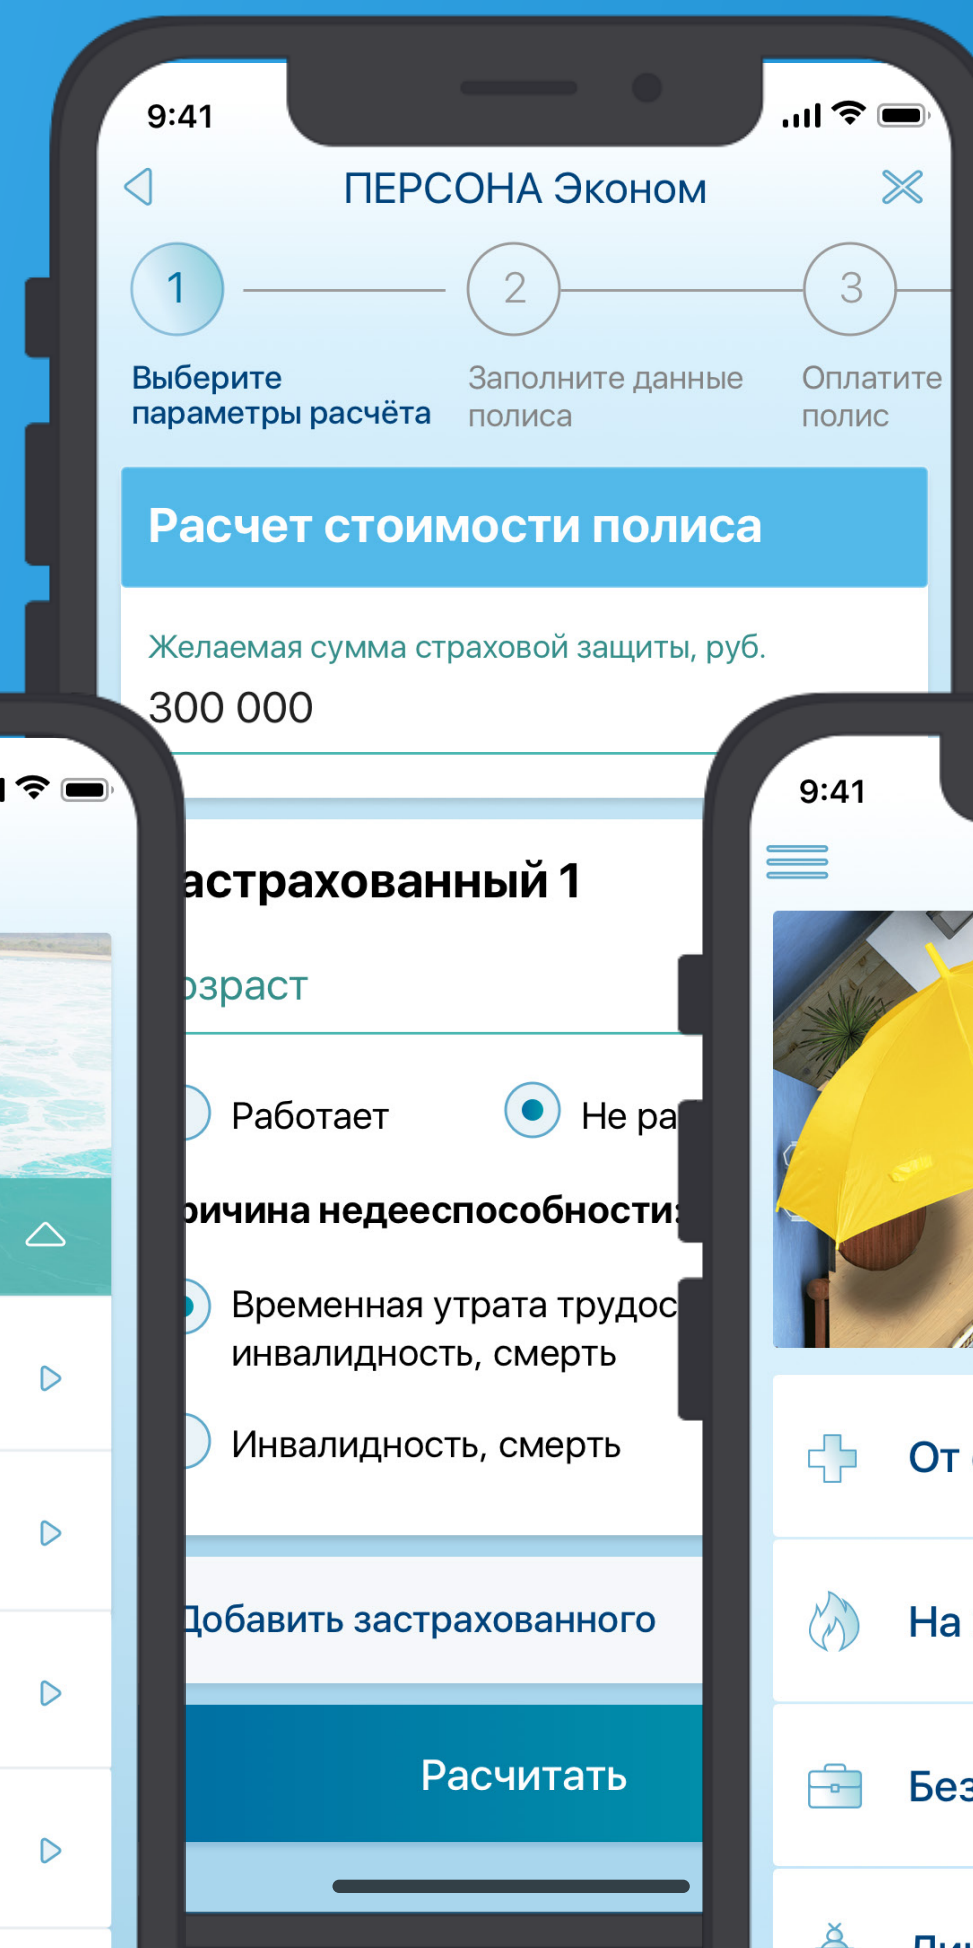 9:41
ПЕРСОНА Эконом
1
2
3
Выберите
параметры расчёта
Заполните данные
полиса
Оплатите
полис
Расчет стоимости полиса
Желаемая сумма страховой защиты, руб.
300 000
9:41
астрахованный 1
озраст
Работает
Не ра
ричина недееспособности:
Временная утрата трудос
инвалидность, смерть
Инвалидность, смерть
От
На
Без
Добавить застрахованного
Расчитать